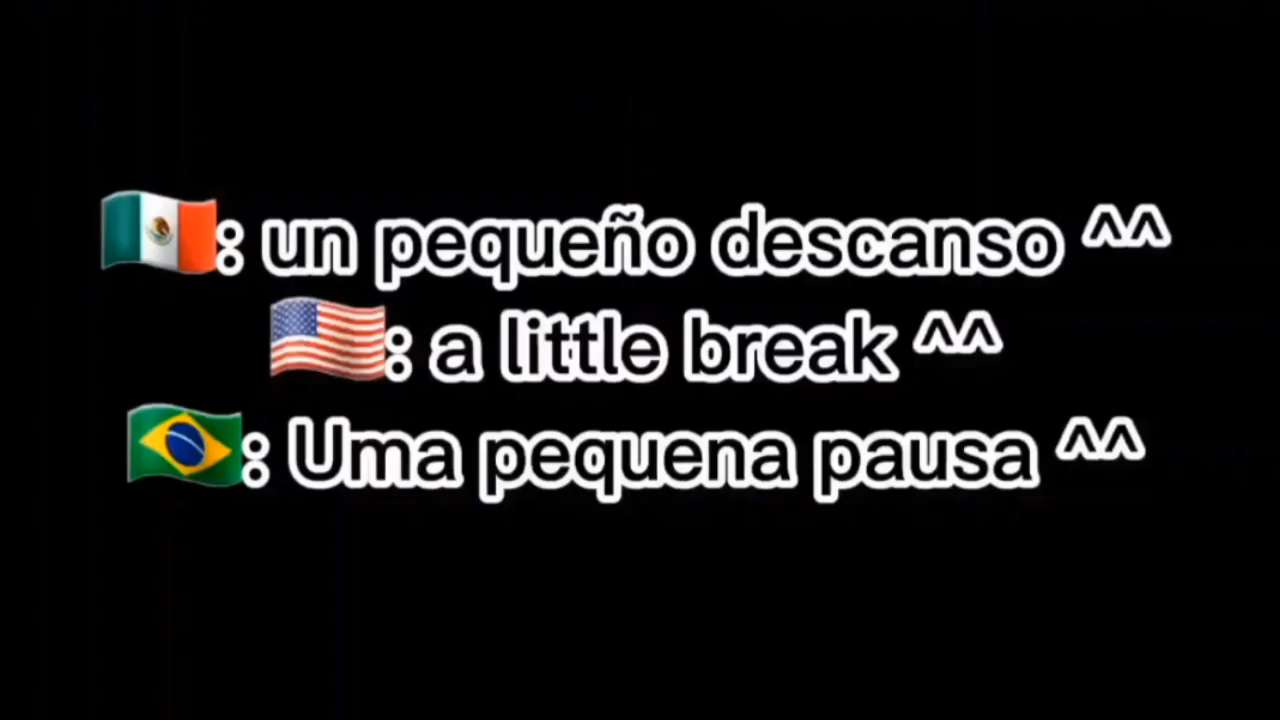 🇲🇽: un pequeño descanso ^^
🇺🇸: a little break ^^
🇧🇷: Uma pequena pausa ^^